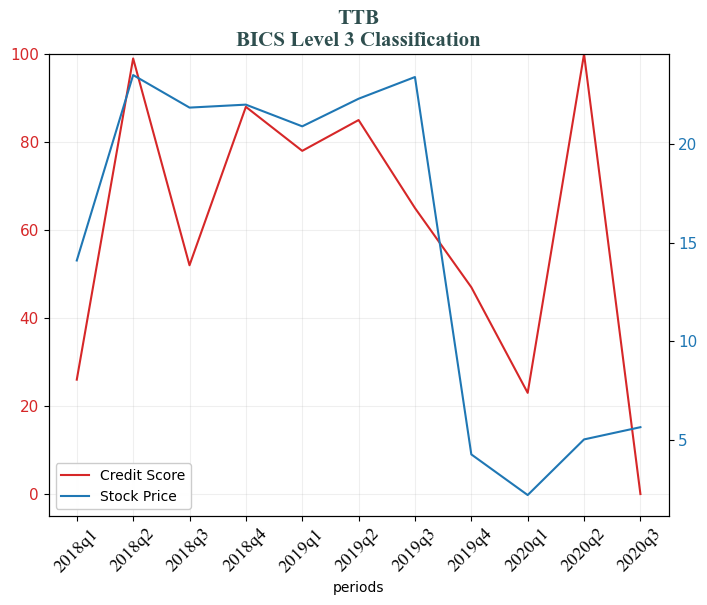 TTB
BICS Level 3 Classification
100
80
60
40
20
0
20
15
10
5
Credit Score
Stock Price
2018q1
2018q2
2018q3
2018q4
2019q1
2019q2
2019q3
2019q4
2020q1
2020q2
2020q3
periods